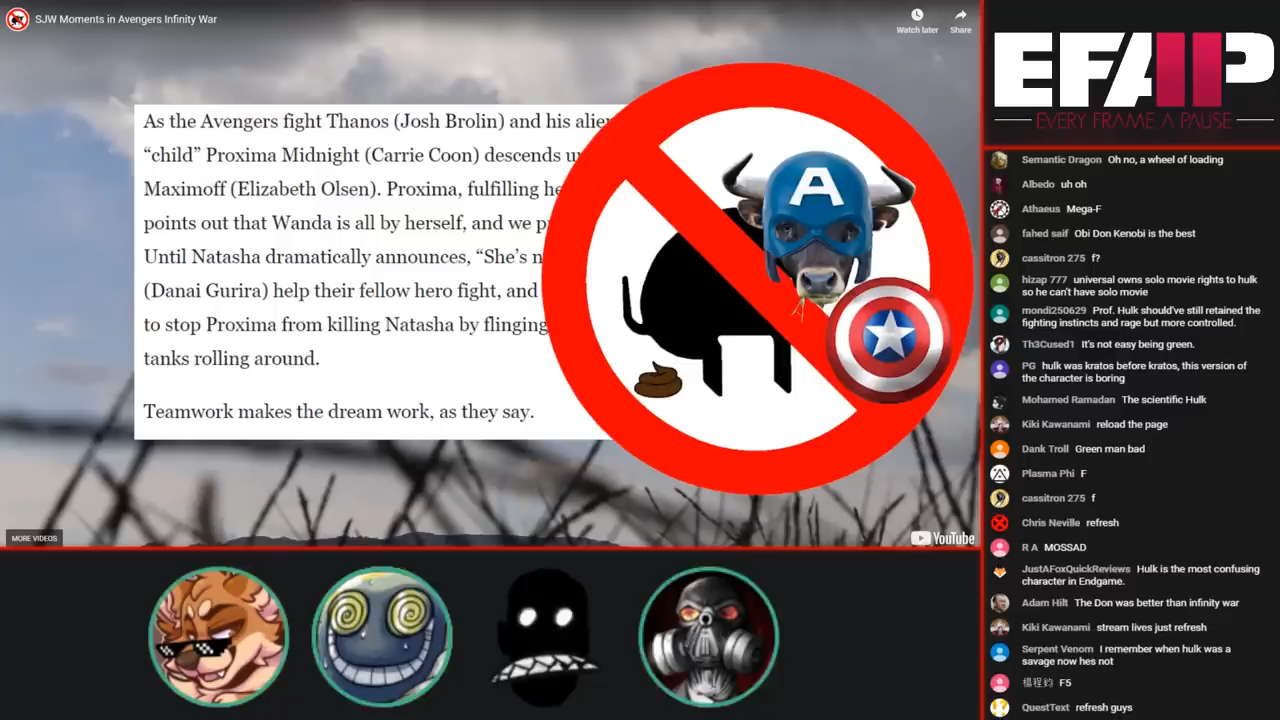 SJW Moments in Avengers Infinity War
Watch later
Share
As the Avengers fight Thanos (Josh Brolin) and his alien
“child” Proxima Midnight (Carrie Coon) descends
Maximoff (Elizabeth Olsen). Proxima, fulfilling
points out that Wanda is all by herself, and we
Until Natasha dramatically announces, “She’s
(Danai Gurira) help their fellow hero fight, and
to stop Proxima from killing Natasha by flinging
tanks rolling around.
Teamwork makes the dream work, as they say.
A
MORE VIDEOS
YouTube
EFAP
EVERY FRAME A PAUSE
Semantic Dragon Oh no, a wheel of loading
Albedo uh oh
Athaeus Mega-F
fahed saif Obi Don Kenobi is the best
cassitron 275 f?
hizap 777 universal owns solo movie rights to hulk
so he can't have solo movie
mondi250629 Prof. Hulk should've still retained the
fighting instincts and rage but more controlled.
Th3Cused1 It's not easy being green.
PG hulk was kratos before kratos, this version of
the character is boring
Mohamed Ramadan The scientific Hulk
Kiki Kawanami reload the page
Dank Troll Green man bad
Plasma Phi F
cassitron 275 f
Chris Neville refresh
R A MOSSAD
JustAFoxQuickReviews Hulk is the most confusing
character in Endgame.
Adam Hilt The Don was better than infinity war
Kiki Kawanami stream lives just refresh
Serpent Venom I remember when hulk was a
savage now hes not
楊程鈞 F5
QuestText refresh guys